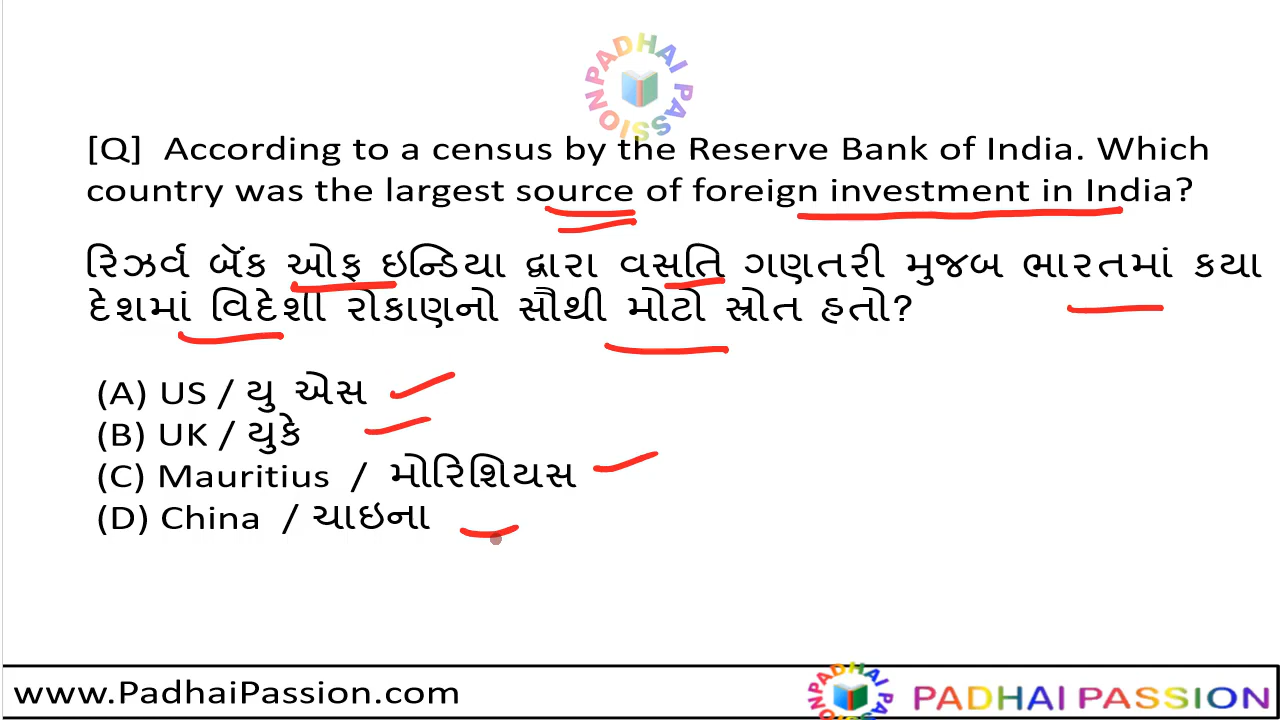 PADHAI PASSION
[Q] According to a census by the Reserve Bank of India. Which
country was the largest source of foreign investment in India?
રિઝર્વ બૅંક ઓફ ઇન્ડિયા દ્વારા વસતિ ગણતરી મુજબ ભારતમાં કયા
દેશમાં વિદેશી રોકાણનો સૌથી મોટો સ્રોત હતો?
(A) US / યુ એસ
(B) UK / યુકે
(C) Mauritius / મોરિશિયસ
(D) China / ચાઇના
www.PadhaiPassion.com
PADHAI PASSION
PADHAI PASSION